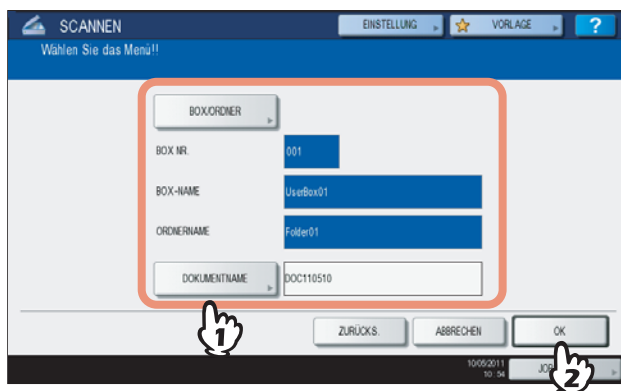 SCANNEN EINSTELLUNG VORLAGE ?
Wählen Sie das Menü!!
BOX/ORDNER
BOX NR. 001
BOX-NAME UserBox01
ORDNERNAME Folder01
DOKUMENTNAME DOC110510
1
ZURÜCKS. ABBRECHEN OK
10/05/2011
10 54
2